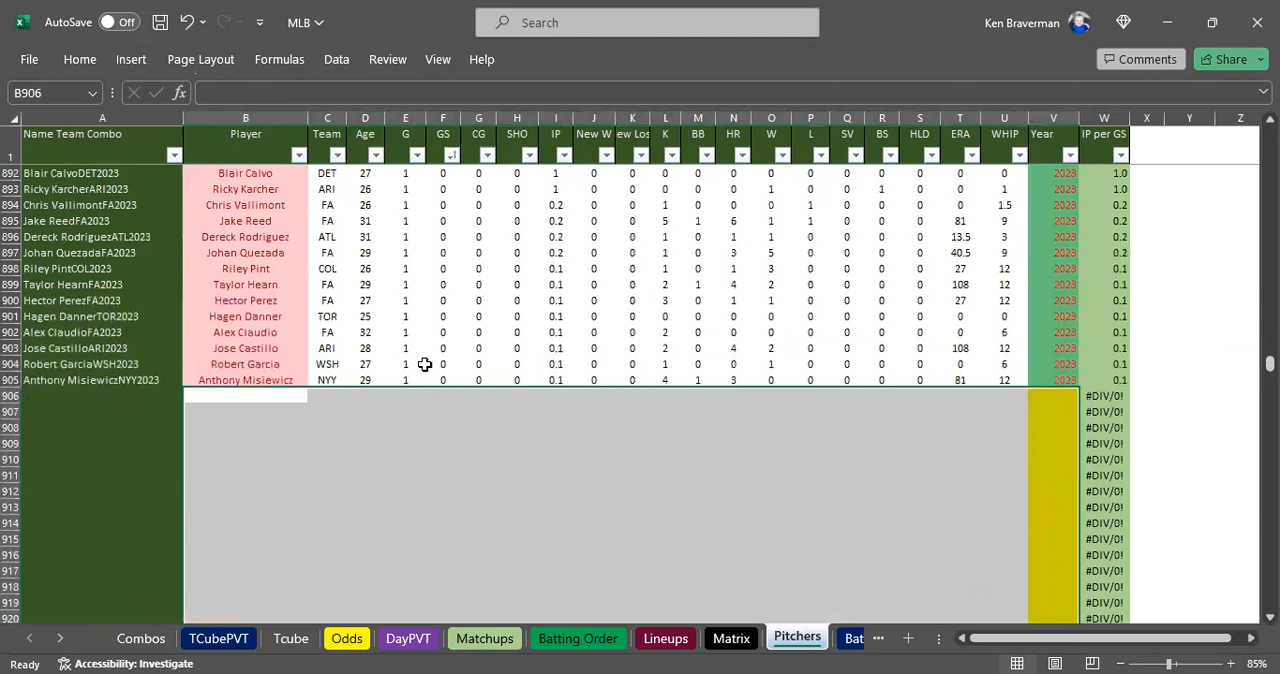 AutoSave Off MLB Search Ken Braverman
File Home Insert Page Layout Formulas Data Review View Help Comments Share
B906 fx
A B C D E F G H I J K L M N O P Q R S T U V W X Y Z
1 Name Team Combo Player Team Age G GS CG SHO IP New W ew Los K BB HR W L SV BS HLD ERA WHIP Year IP per GS
892 Blair CalvoDET2023 Blair Calvo DET 27 1 0 0 0 1 0 0 0 0 0 0 0 0 0 0 0 0 2023 1.0
893 Ricky KarcherARI2023 Ricky Karcher ARI 26 1 0 0 0 1 0 0 0 0 0 1 0 0 1 0 0 1 2023 1.0
894 Chris VallimontFA2023 Chris Vallimont FA 26 1 0 0 0 0.2 0 0 1 0 0 0 1 0 0 0 0 1.5 2023 0.2
895 Jake ReedFA2023 Jake Reed FA 31 1 0 0 0 0.2 0 0 5 1 6 1 1 0 0 0 81 9 2023 0.2
896 Dereck RodriguezATL2023 Dereck Rodriguez ATL 31 1 0 0 0 0.2 0 0 1 0 1 1 0 0 0 0 13.5 3 2023 0.2
897 Johan QuezadaFA2023 Johan Quezada FA 29 1 0 0 0 0.2 0 0 1 0 3 5 0 0 0 0 40.5 9 2023 0.2
898 Riley PintCOL2023 Riley Pint COL 26 1 0 0 0 0.1 0 0 1 0 1 3 0 0 0 0 27 12 2023 0.1
899 Taylor HearnFA2023 Taylor Hearn FA 29 1 0 0 0 0.1 0 0 2 1 4 2 0 0 0 0 108 12 2023 0.1
900 Hector PerezFA2023 Hector Perez FA 27 1 0 0 0 0.1 0 0 3 0 1 1 0 0 0 0 27 12 2023 0.1
901 Hagen DannerTOR2023 Hagen Danner TOR 25 1 0 0 0 0.1 0 0 0 0 0 0 0 0 0 0 0 0 2023 0.1
902 Alex ClaudioFA2023 Alex Claudio FA 32 1 0 0 0 0.1 0 0 2 0 0 0 0 0 0 0 0 6 2023 0.1
903 Jose CastilloARI2023 Jose Castillo ARI 28 1 0 0 0 0.1 0 0 2 0 4 2 0 0 0 0 108 12 2023 0.1
904 Robert GarciaWSH2023 Robert Garcia WSH 27 1 0 0 0 0.1 0 0 1 0 0 1 0 0 0 0 0 6 2023 0.1
905 Anthony MisiewiczNYY2023 Anthony Misiewicz NYY 29 1 0 0 0 0.1 0 0 4 1 3 0 0 0 0 0 81 12 2023 0.1
906 #DIV/0!
907 #DIV/0!
908 #DIV/0!
909 #DIV/0!
910 #DIV/0!
911 #DIV/0!
912 #DIV/0!
913 #DIV/0!
914 #DIV/0!
915 #DIV/0!
916 #DIV/0!
917 #DIV/0!
918 #DIV/0!
919 #DIV/0!
920 #DIV/0!
Combos TCubePVT Tcube Odds DayPVT Matchups Batting Order Lineups Matrix Pitchers Bat
Ready Accessibility: Investigate 85%